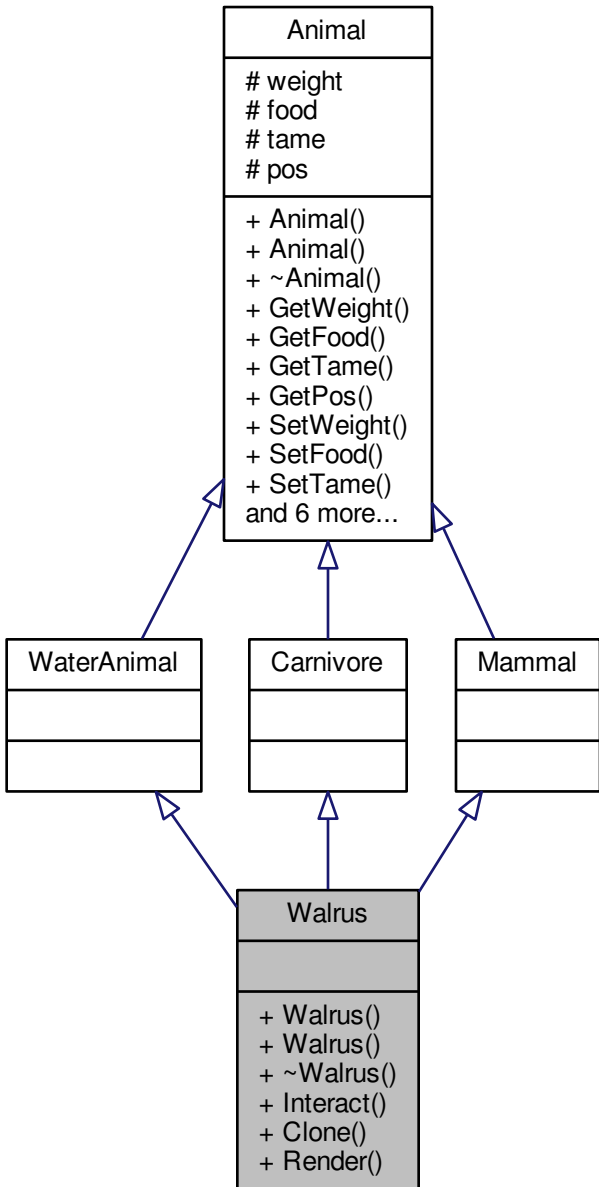 Animal
# weight
# food
# tame
# pos
+ Animal()
+ Animal()
+ ~Animal()
+ GetWeight()
+ GetFood()
+ GetTame()
+ GetPos()
+ SetWeight()
+ SetFood()
+ SetTame()
and 6 more...
WaterAnimal
Carnivore
Mammal
Walrus
+ Walrus()
+ Walrus()
+ ~Walrus()
+ Interact()
+ Clone()
+ Render()